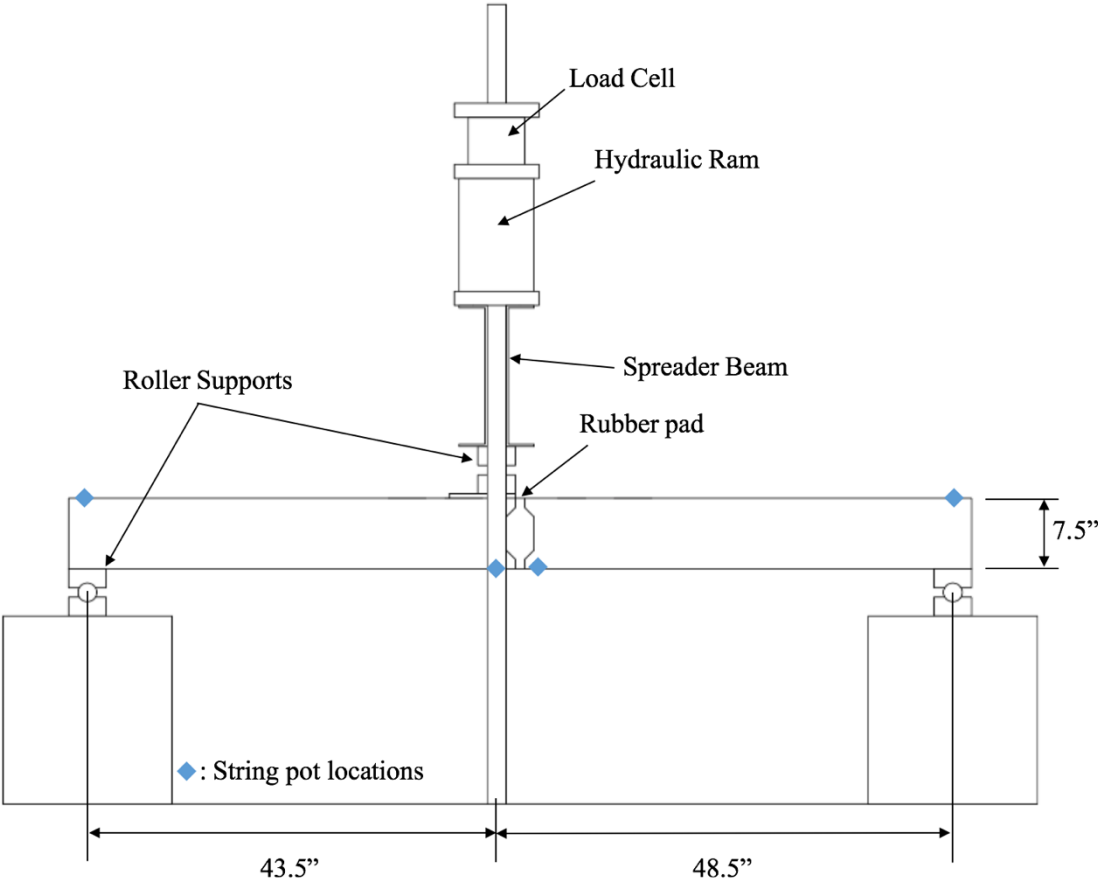 Load Cell
Hydraulic Ram
Spreader Beam
Roller Supports
Rubber pad
7.5”
: String pot locations
43.5”
48.5”